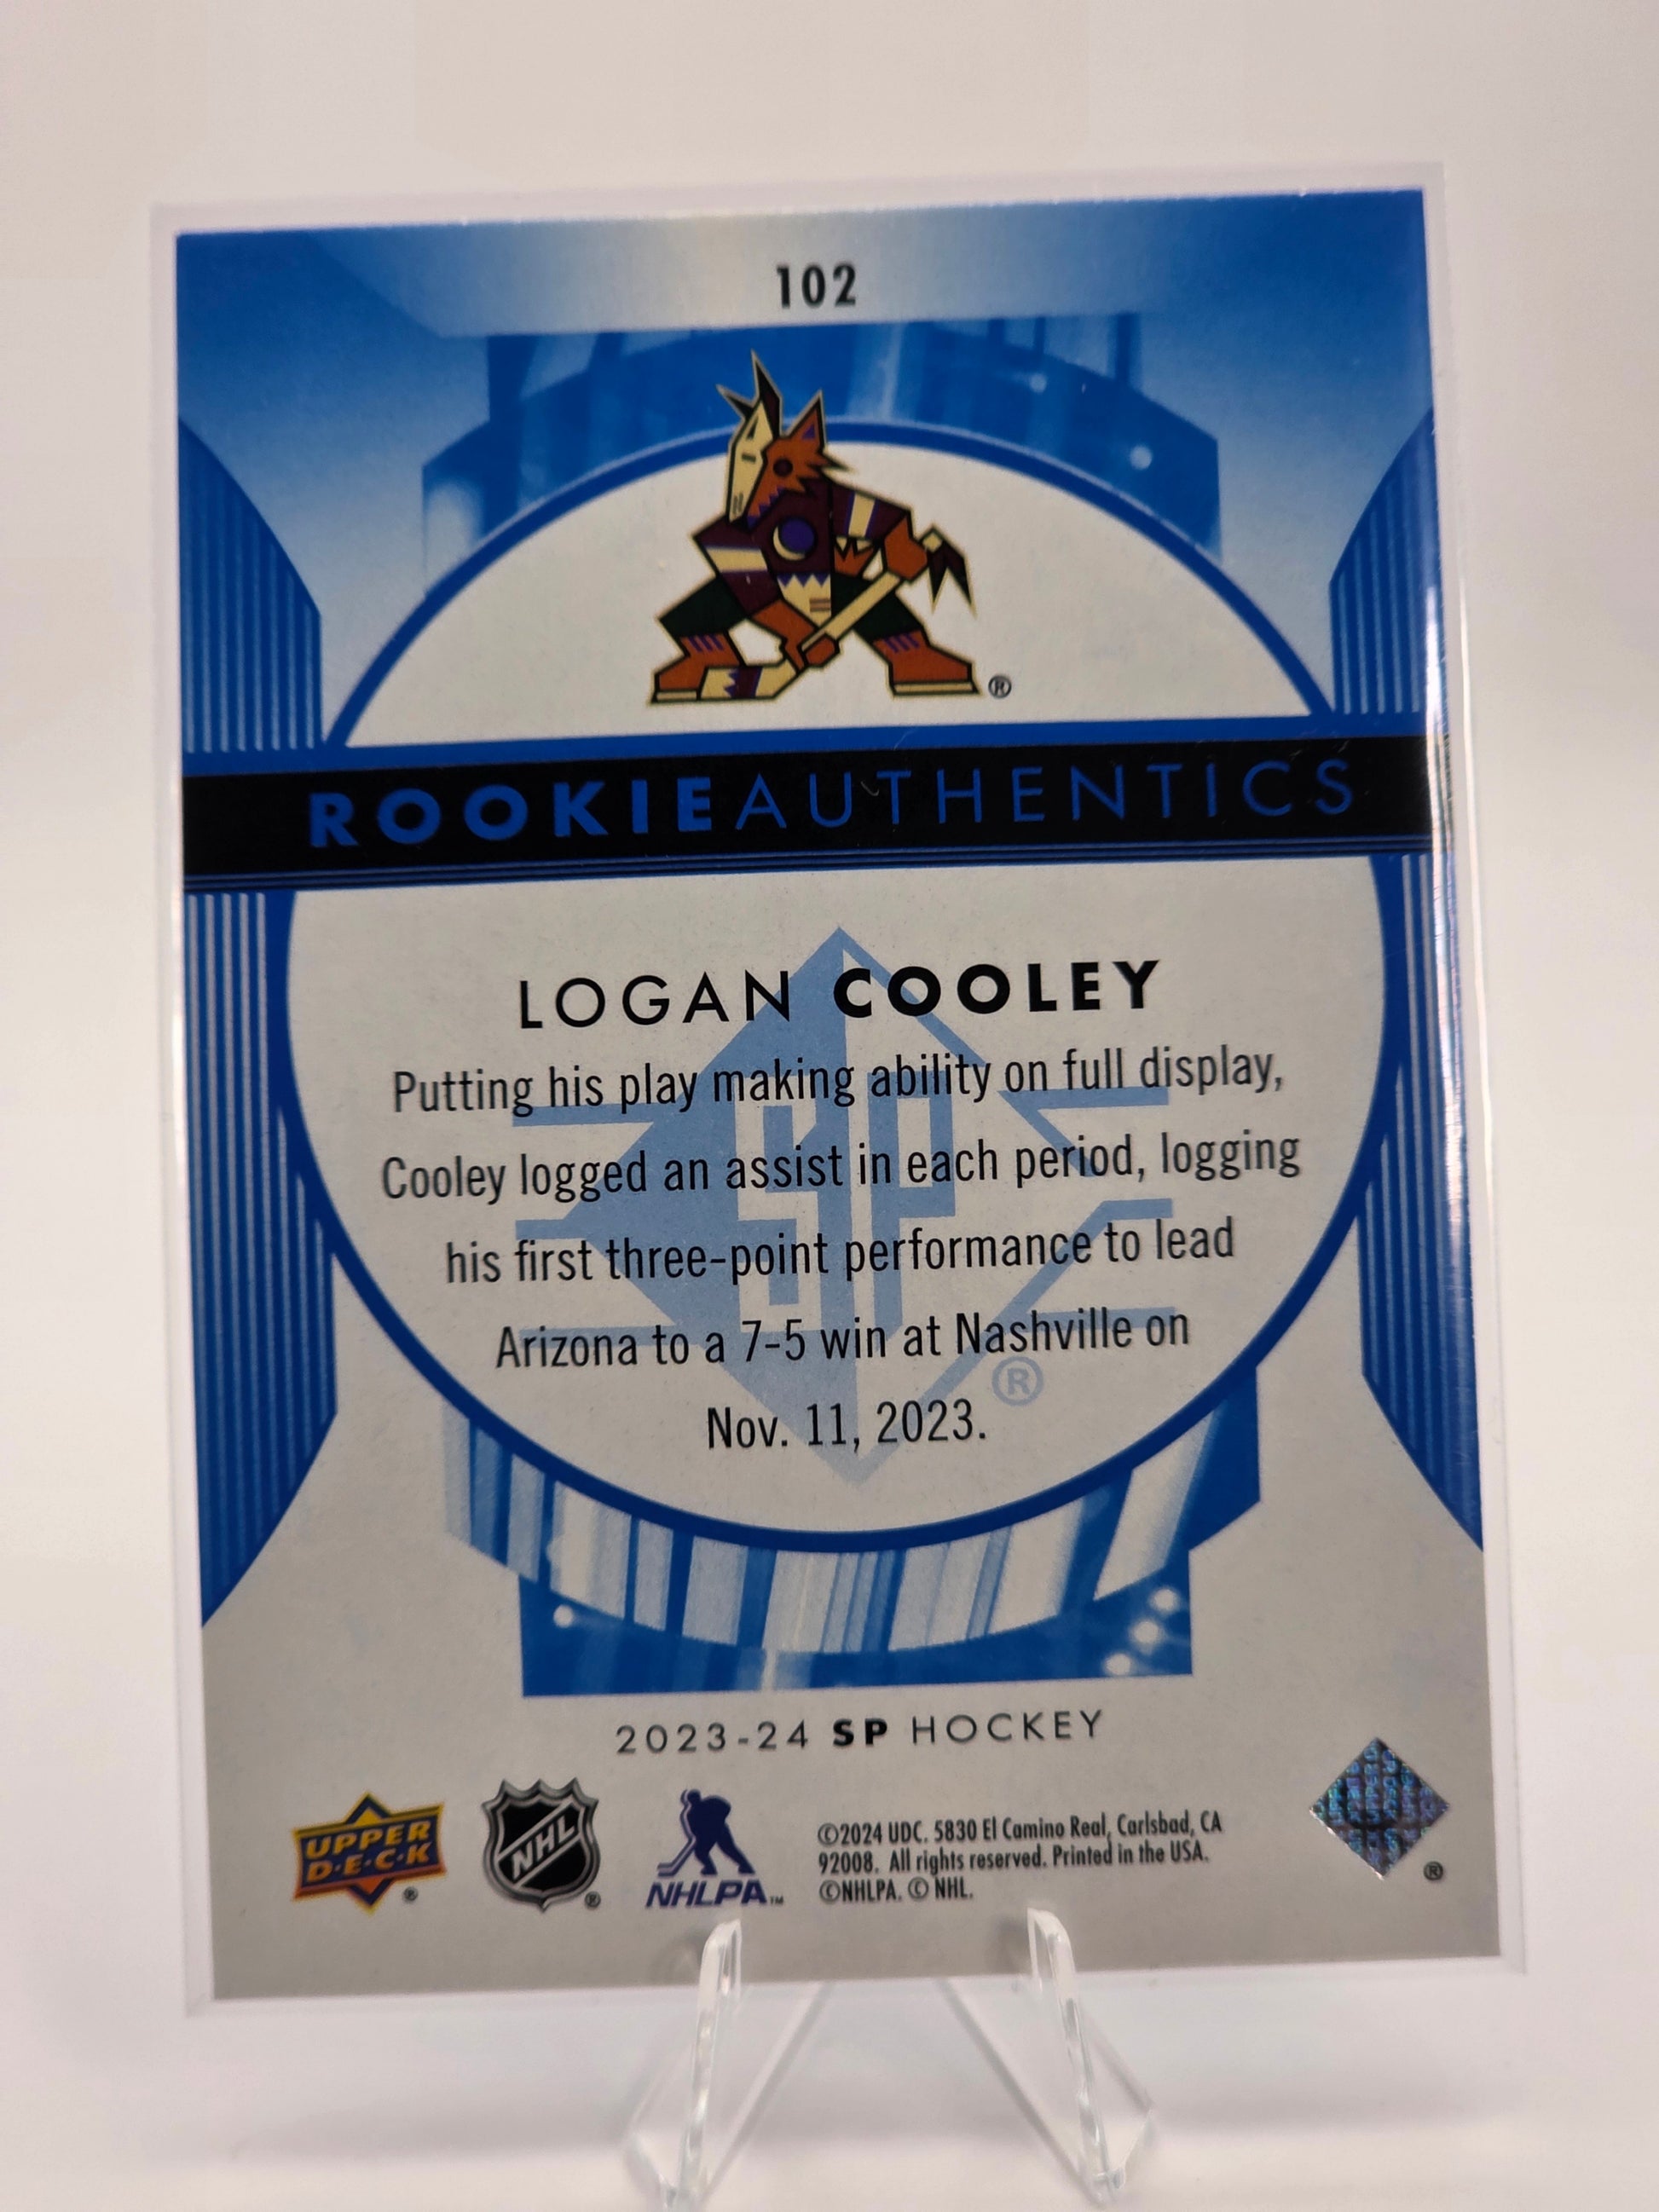 102
®
ROOKIEAUTHENTICS
LOGAN COOLEY
Putting his play making ability on full display,
Cooley logged an assist in each period, logging
his first three-point performance to lead
Arizona to a 7-5 win at Nashville on
Nov. 11, 2023.
SP
®
2023-24 SP HOCKEY
UPPER
D·E·C·K
®
NHL
®
NHLPA™
©2024 UDC. 5830 El Camino Real, Carlsbad, CA
92008. All rights reserved. Printed in the USA.
©NHLPA. © NHL.
®